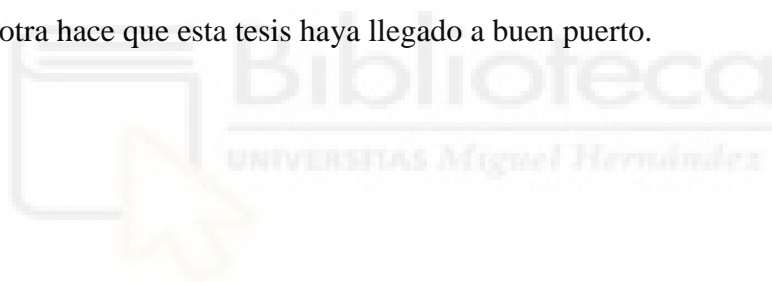 otra hace que esta tesis haya llegado a buen puerto.
Biblioteca
UNIVERSITAS Miguel Hernández